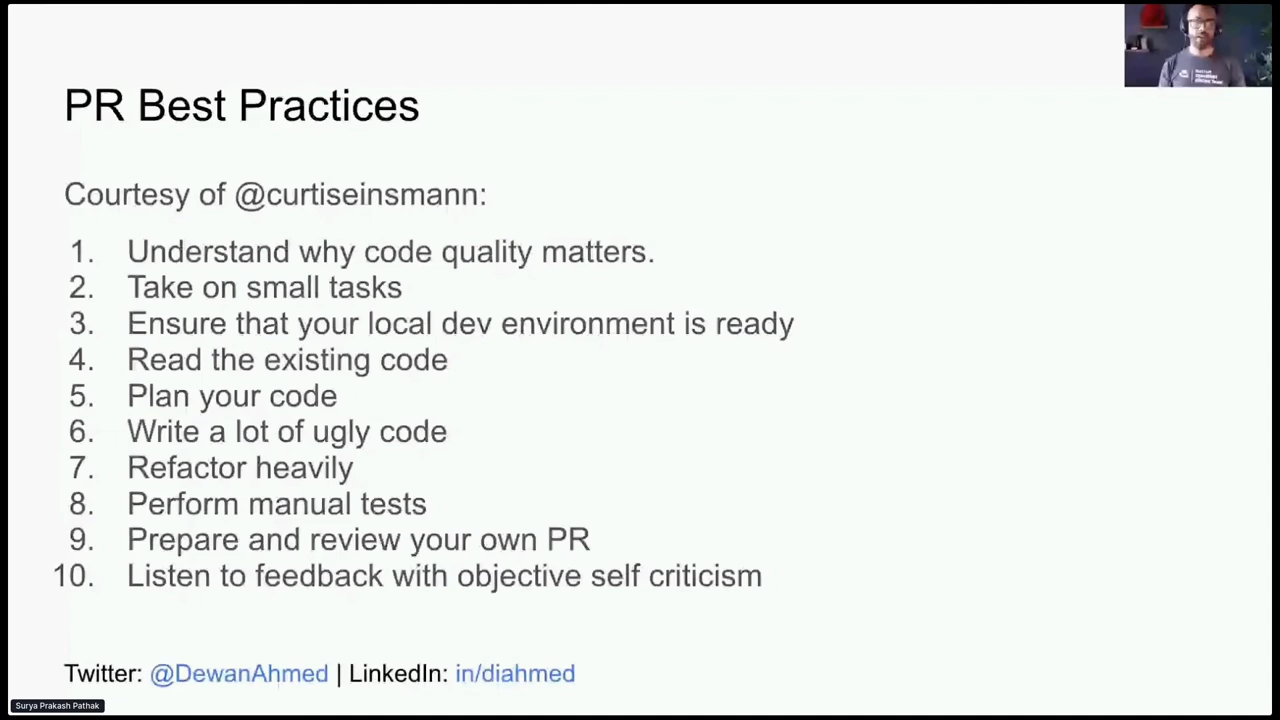 PR Best Practices
Courtesy of @curtiseinsmann:
1. Understand why code quality matters.
2. Take on small tasks
3. Ensure that your local dev environment is ready
4. Read the existing code
5. Plan your code
6. Write a lot of ugly code
7. Refactor heavily
8. Perform manual tests
9. Prepare and review your own PR
10. Listen to feedback with objective self criticism
Twitter: @DewanAhmed | LinkedIn: in/diahmed
Surya Prakash Pathak